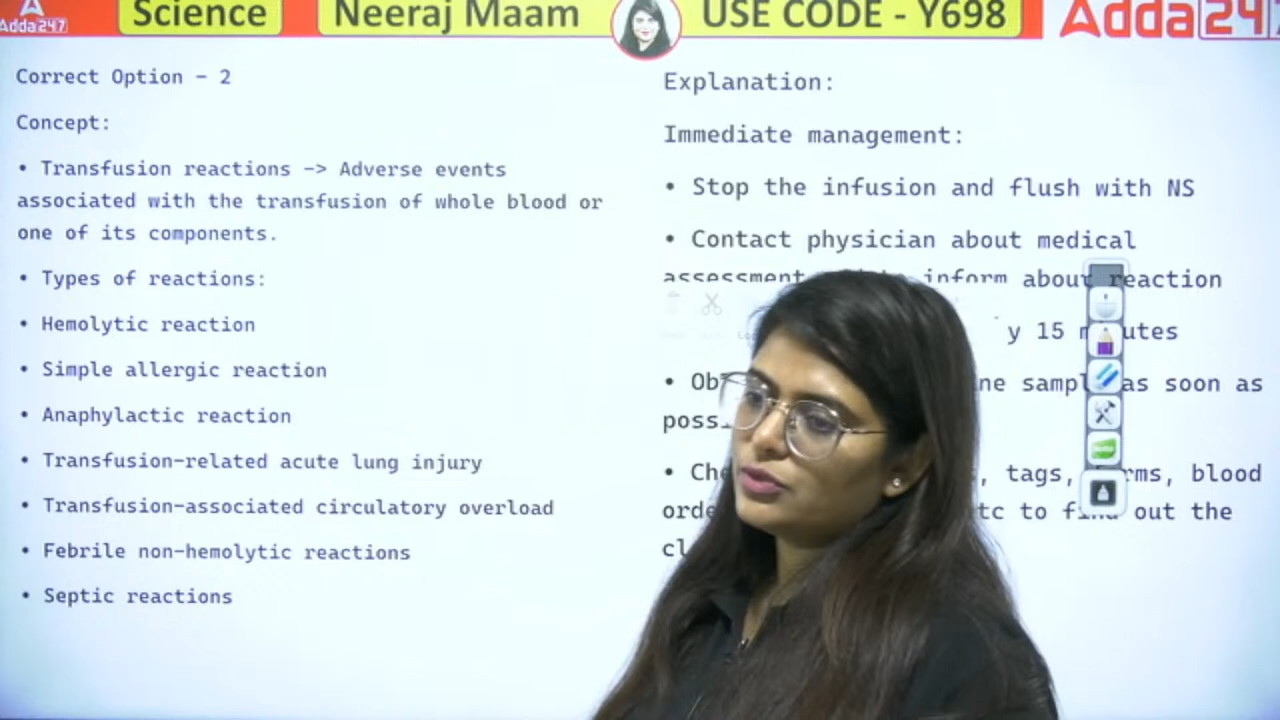 Adda247
Science
Neeraj Maam
USE CODE - Y698
Adda247
Correct Option - 2
Concept:
• Transfusion reactions -> Adverse events
associated with the transfusion of whole blood or
one of its components.
• Types of reactions:
• Hemolytic reaction
• Simple allergic reaction
• Anaphylactic reaction
• Transfusion-related acute lung injury
• Transfusion-associated circulatory overload
• Febrile non-hemolytic reactions
• Septic reactions
Explanation:
Immediate management:
• Stop the infusion and flush with NS
• Contact physician about medical
assessment inform about reaction
y 15
as soon as
• tags, blood
to out the